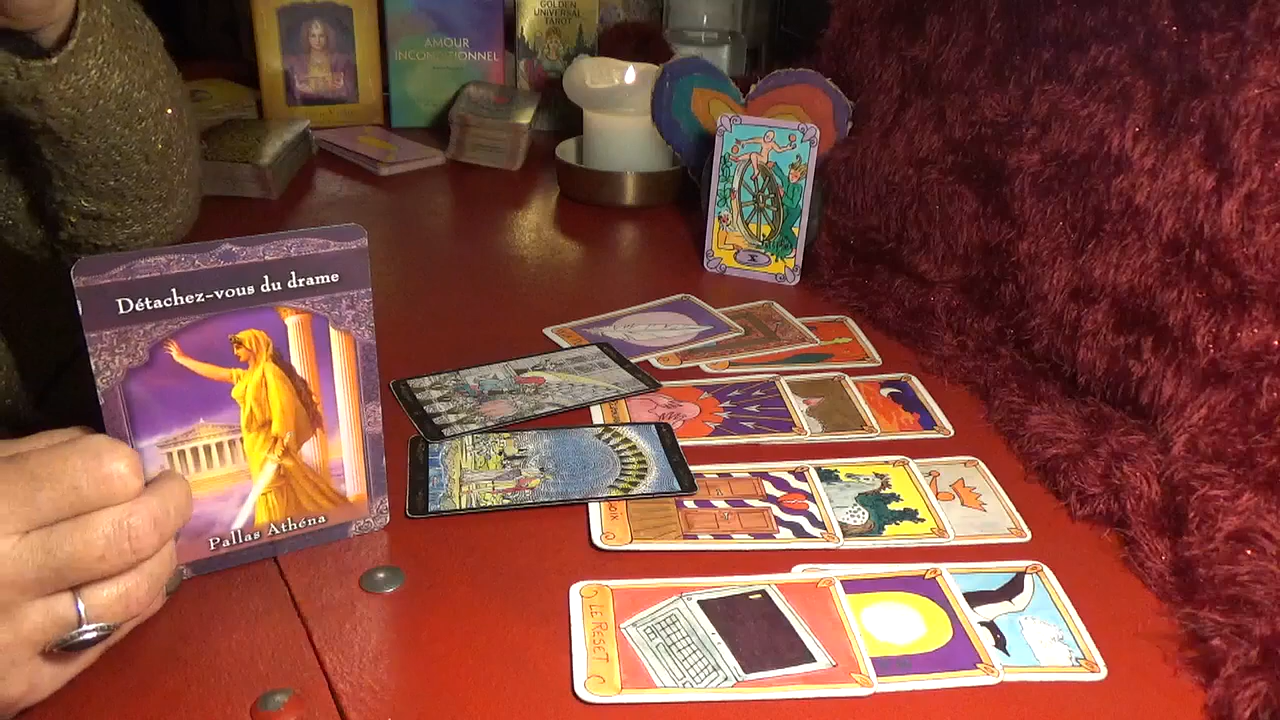 GOLDEN
UNIVERSAL
TAROT
AMOUR
INCONDITIONNEL
Détachez-vous du drame
Pallas Athéna
X
LE RESET